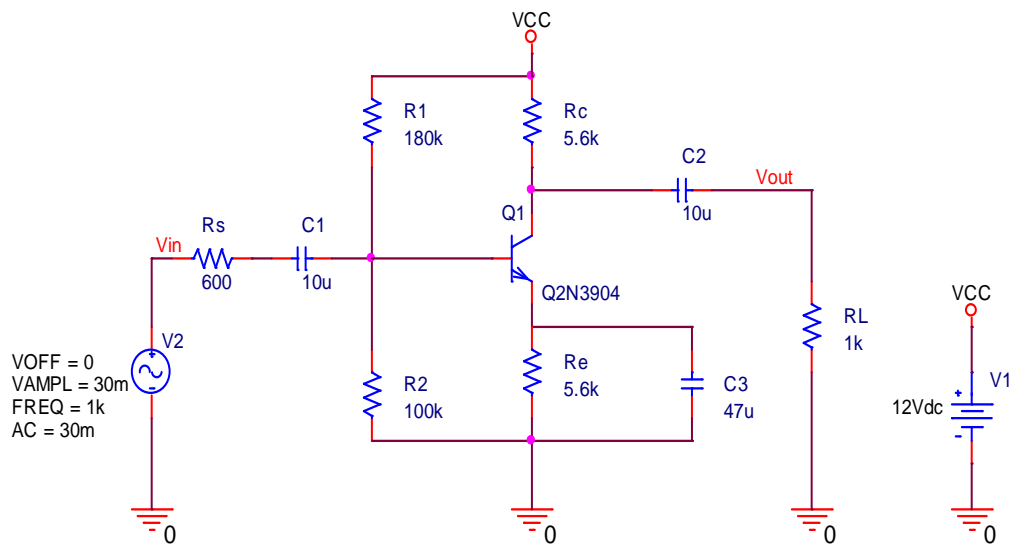 VCC
R1
180k
Rc
5.6k
C2
10u
Vout
Q1
Rs
600
C1
10u
Vin
Q2N3904
V2
VOFF = 0
VAMPL = 30m
FREQ = 1k
AC = 30m
R2
100k
Re
5.6k
C3
47u
RL
1k
VCC
V1
12Vdc
+
-
+
-
0
0
0
0